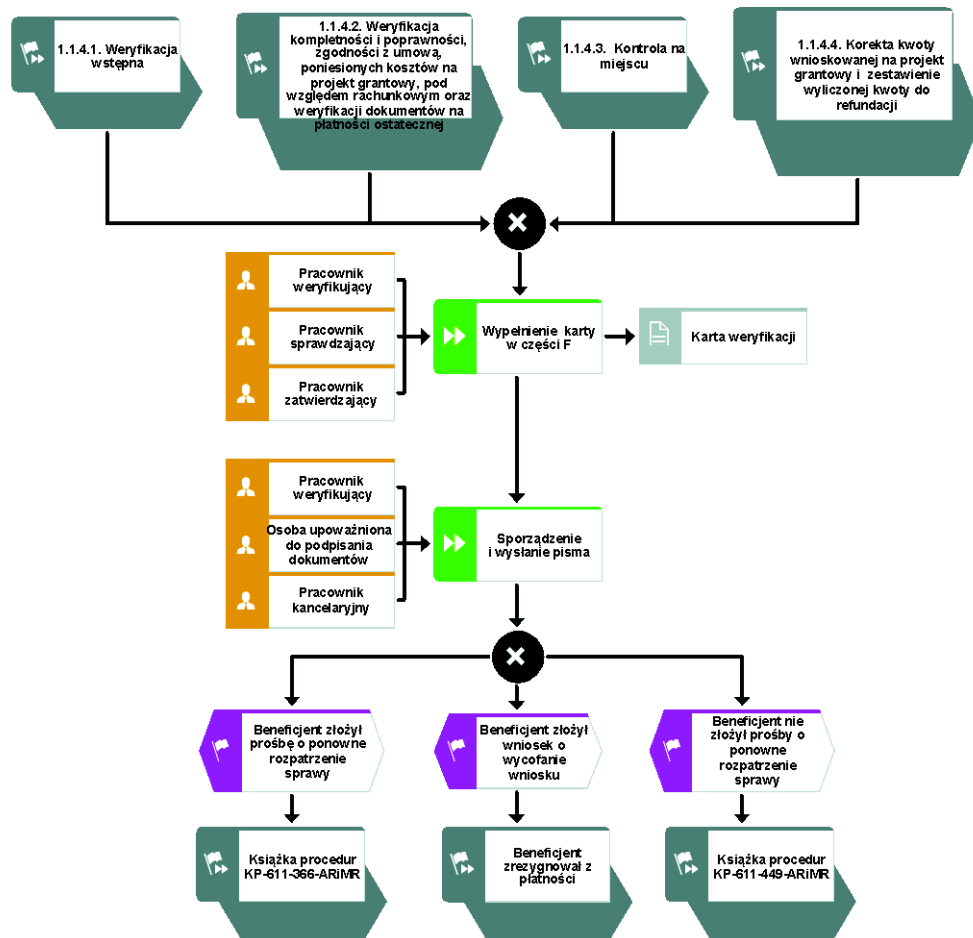 1.1.4.1. Weryfikacja
wstępna
1.1.4.2. Weryfikacja
kompletności i poprawności,
zgodności z umową,
poniesionych kosztów na
projekt grantowy, pod
względem rachunkowym oraz
weryfikacji dokumentów na
płatności ostatecznej
1.1.4.3. Kontrola na
miejscu
1.1.4.4. Korekta kwoty
wnioskowanej na projekt
grantowy i zestawienie
wyliczonej kwoty do
refundacji
Pracownik
weryfikujący
Pracownik
sprawdzający
Pracownik
zatwierdzający
Wypełnienie karty
w części F
Karta weryfikacji
Pracownik
weryfikujący
Osoba upoważniona
do podpisania
dokumentów
Pracownik
kancelaryjny
Sporządzenie
i wysłanie pisma
Beneficjent złożył
prośbę o ponowne
rozpatrzenie
sprawy
Beneficjent złożył
wniosek o
wycofanie
wniosku
Beneficjent nie
złożył prośby o
ponowne
rozpatrzenie
sprawy
Książka procedur
KP-611-366-ARiMR
Beneficjent
zrezygnował z
płatności
Książka procedur
KP-611-449-ARiMR